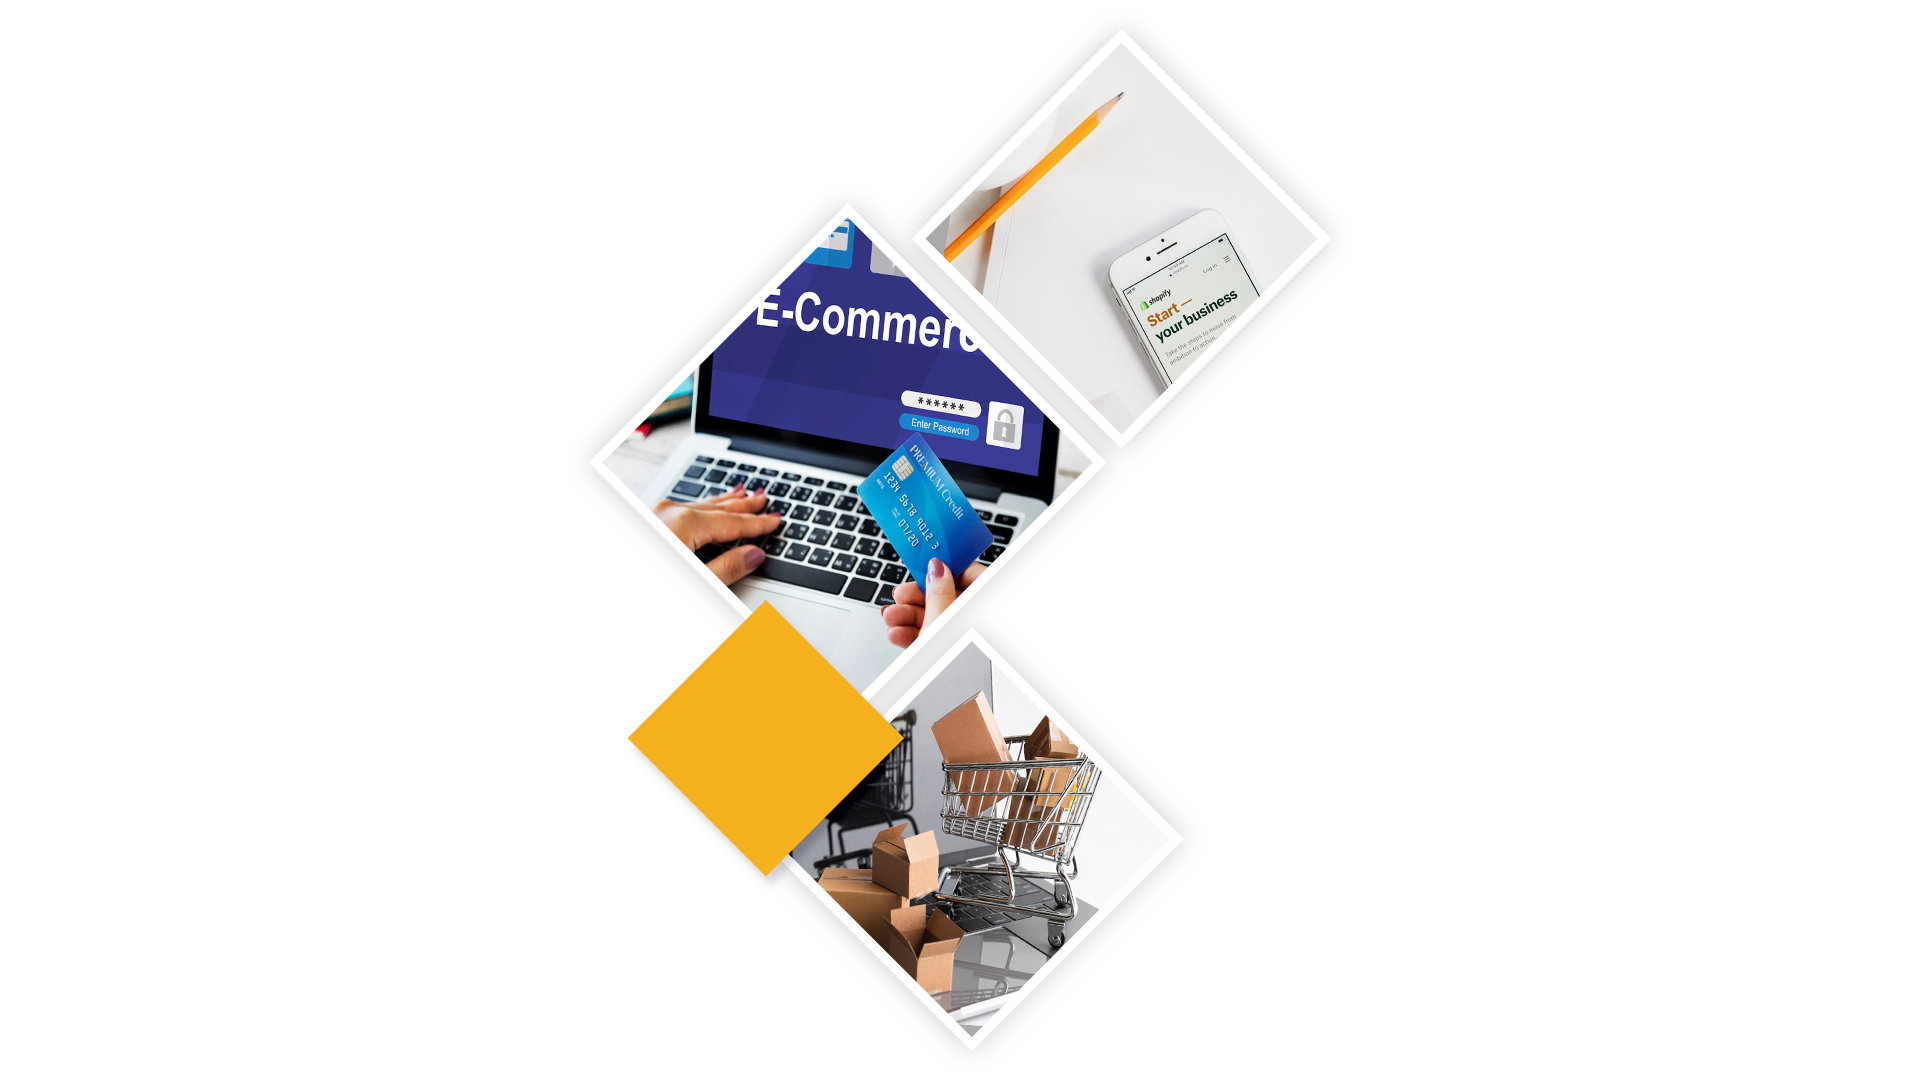 shopify
Log in
Start —
your business
Take the steps to move from
ambition to action
E-Commerc
******
Enter Password
PREMIUM Credit
1234 5678 9012 3
07/20